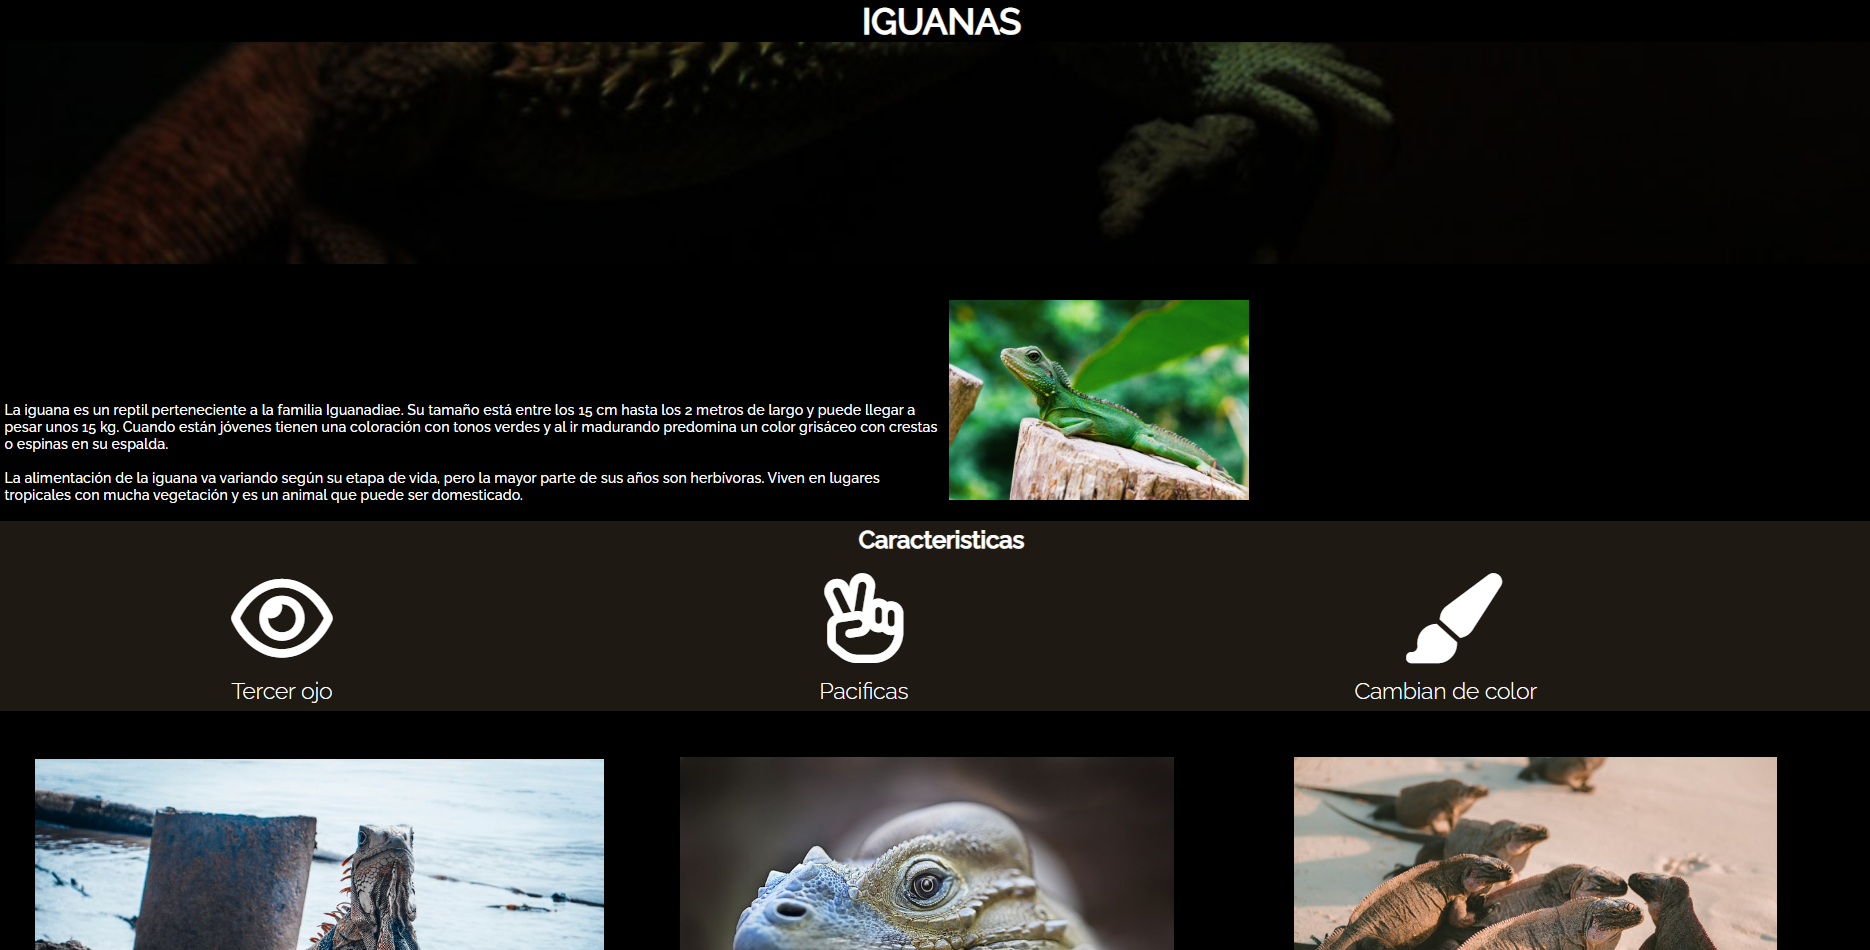 IGUANAS
La iguana es un reptil perteneciente a la familia Iguanadiae. Su tamaño está entre los 15 cm hasta los 2 metros de largo y puede llegar a
pesar unos 15 kg. Cuando están jóvenes tienen una coloración con tonos verdes y al ir madurando predomina un color grisáceo con crestas
o espinas en su espalda.
La alimentación de la iguana va variando según su etapa de vida, pero la mayor parte de sus años son herbívoras. Viven en lugares
tropicales con mucha vegetación y es un animal que puede ser domesticado.
Caracteristicas
Tercer ojo
Pacificas
Cambian de color